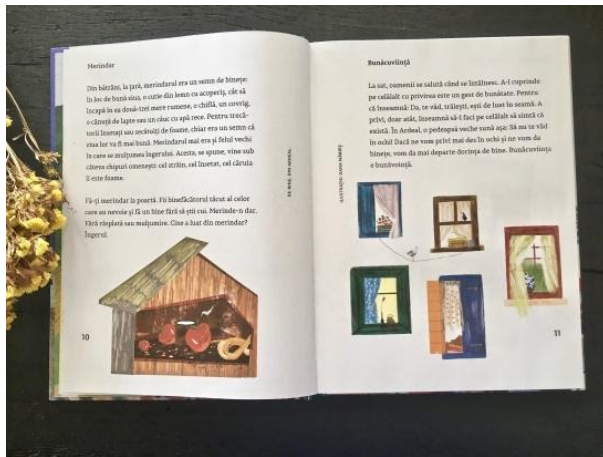 Merindar
Din bătrâni, la țară, merindarul era un semn de binețe:
în loc de bună ziua, o cutie din lemn cu acoperiș, cât să
încapă în ea două-trei mere rumene, o chiflă, un covrig,
o cănuță de lapte sau un pahar cu apă rece. Pentru trecă-
torii însetați sau secătuiți de foame, chiar era un semn că
ziua lor va fi mai bună. Merindarul mai era și felul vechi
în care se mulțumea îngerului. Acesta, se spune, vine sub
câteva chipuri omenești: cel străin, cel însetat, cel căruia
îi este foame.
Fă-ți merindar la poartă. Fii binefăcătorul tăcut al celor
care au nevoie și fă un bine fără să știi cui. Merinde-n dar.
Fără răsplată sau mulțumire. Cine a luat din merindar?
Îngerul.
DE BINE, DIN ARDEAL
10
Bunăcuviință
La sat, oamenii se salută când se întâlnesc. A-l cuprinde
pe celălalt cu privirea este un gest de bunătate. Pentru
că înseamnă: Da, te văd, trăiești, ești de luat în seamă. A
privi, doar atât, înseamnă să-l faci pe celălalt să simtă că
există. În Ardeal, o pedeapsă veche sună așa: Să nu te văd
în ochi! Dacă ne vom privi mai des în ochi și ne vom da
binețe, vom da mai departe dorința de bine. Bunăcuviința
e bunăvoință.
11